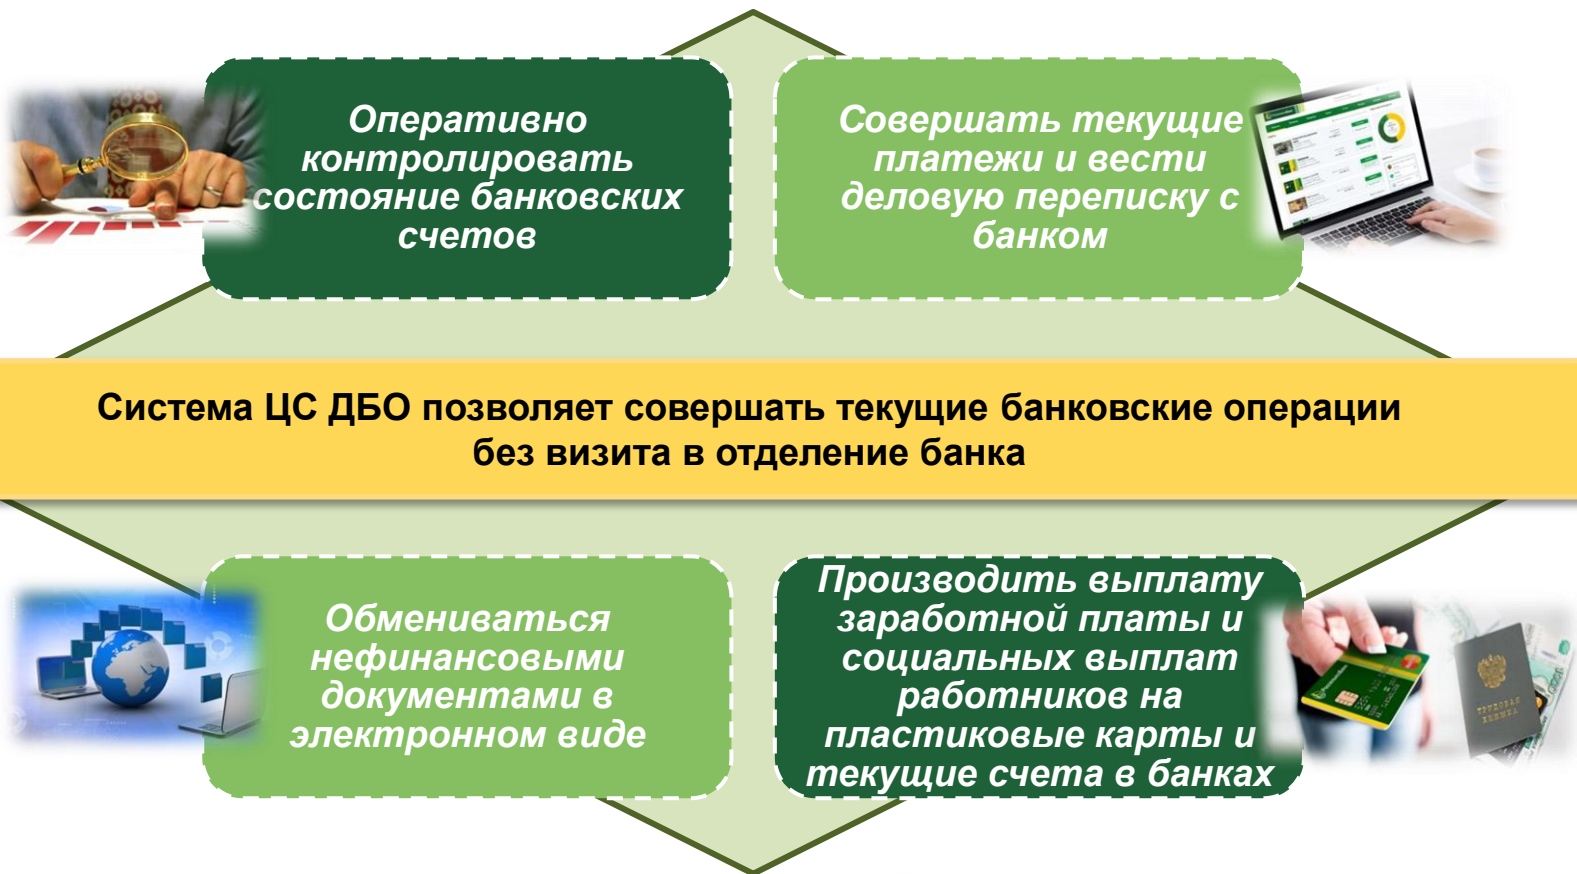 Оперативно
контролировать
состояние банковских
счетов
Совершать текущие
платежи и вести
деловую переписку с
банком
Система ЦС ДБО позволяет совершать текущие банковские операции
без визита в отделение банка
Обмениваться
нефинансовыми
документами в
электронном виде
Производить выплату
заработной платы и
социальных выплат
работников на
пластиковые карты и
текущие счета в банках
ТРУДОВАЯ
КНИЖКА